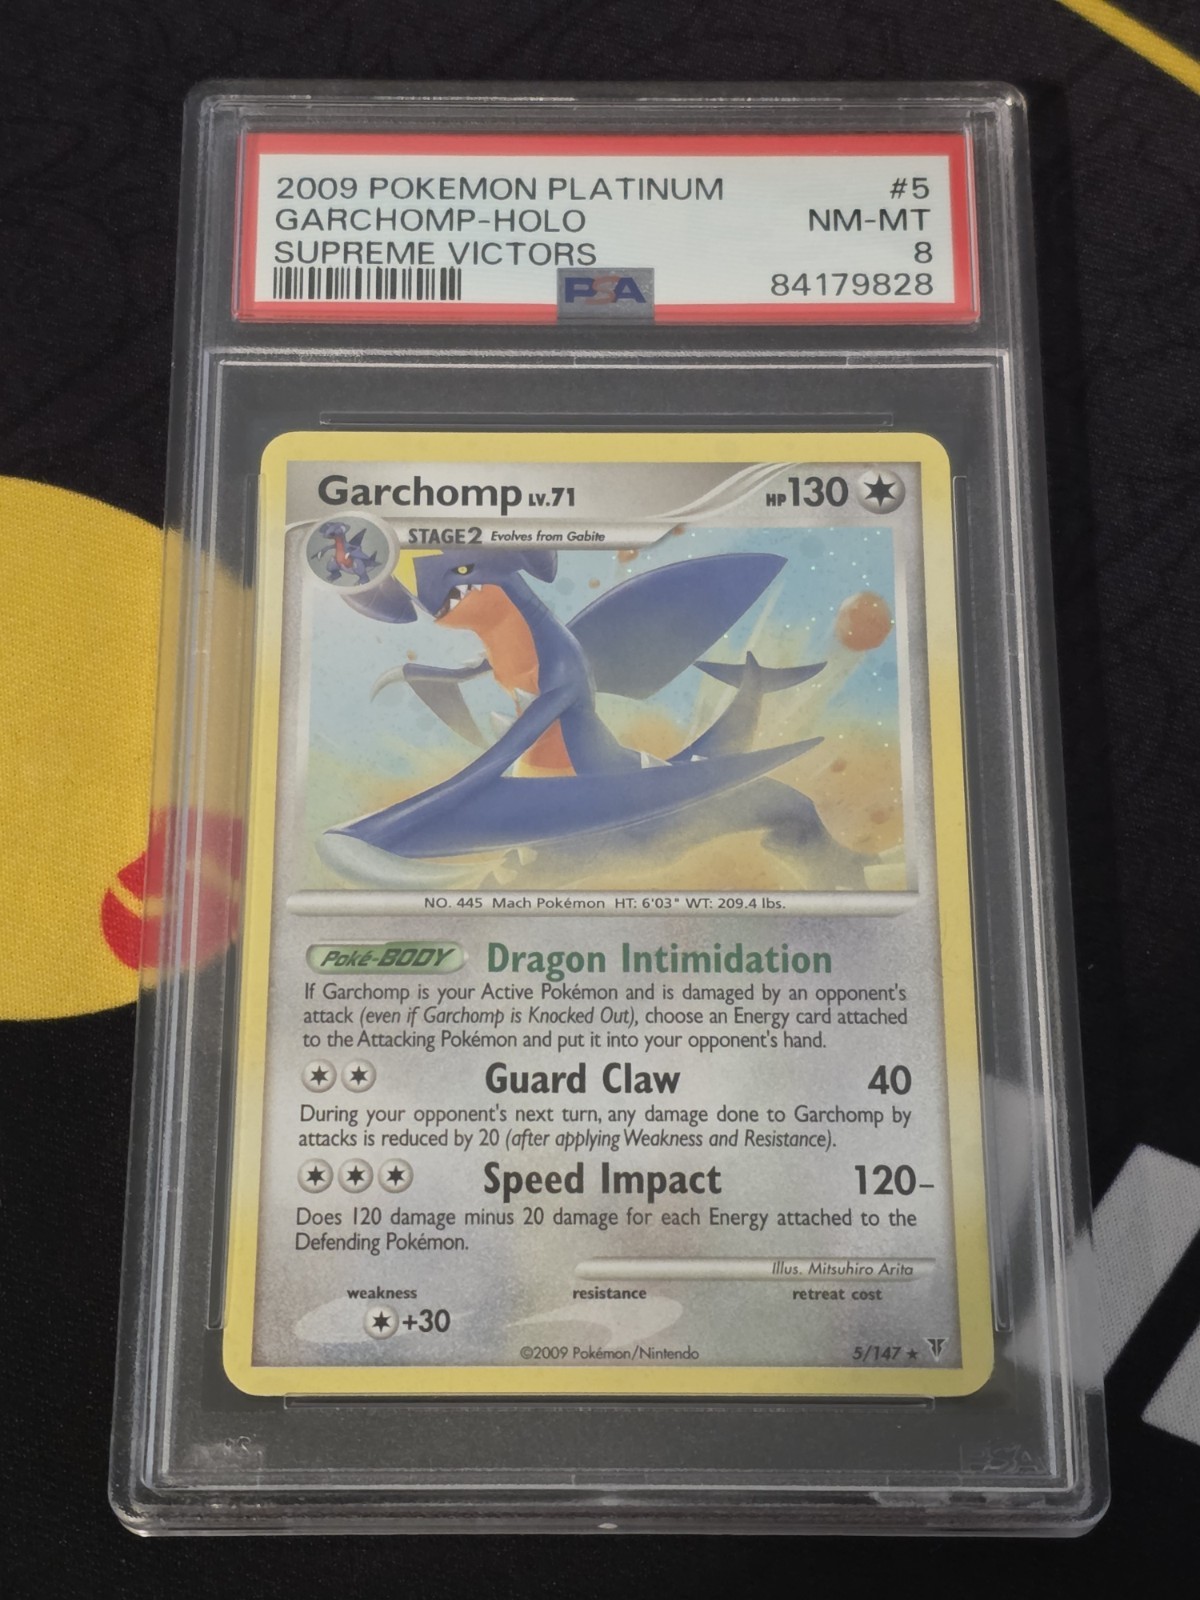 2009 POKEMON PLATINUM #5
GARCHOMP-HOLO NM-MT
SUPREME VICTORS 8
PSA 84179828
Garchomp LV.71 HP130
STAGE2 Evolves from Gabite
NO. 445 Mach Pokémon HT: 6'03" WT: 209.4 lbs.
Poké-BODY Dragon Intimidation
If Garchomp is your Active Pokémon and is damaged by an opponent's
attack (even if Garchomp is Knocked Out), choose an Energy card attached
to the Attacking Pokémon and put it into your opponent's hand.
Guard Claw 40
During your opponent's next turn, any damage done to Garchomp by
attacks is reduced by 20 (after applying Weakness and Resistance).
Speed Impact 120–
Does 120 damage minus 20 damage for each Energy attached to the
Defending Pokémon.
Illus. Mitsuhiro Arita
weakness resistance retreat cost
+30
©2009 Pokémon/Nintendo 5/147 ★